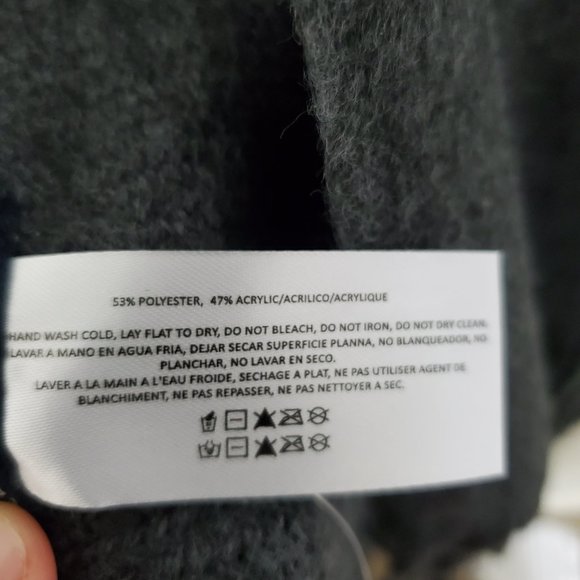 53% POLYESTER, 47% ACRYLIC/ACRILICO/ACRYLIQUE
HAND WASH COLD, LAY FLAT TO DRY, DO NOT BLEACH, DO NOT IRON, DO NOT DRY CLEAN.
LAVAR A MANO EN AGUA FRIA, DEJAR SECAR SUPERFICIE PLANNA, NO BLANQUEADOR, NO
PLANCHAR, NO LAVAR EN SECO.
LAVER A LA MAIN A L'EAU FROIDE, SECHAGE A PLAT, NE PAS UTILISER AGENT DE
BLANCHIMENT, NE PAS REPASSER, NE PAS NETTOYER A SEC.